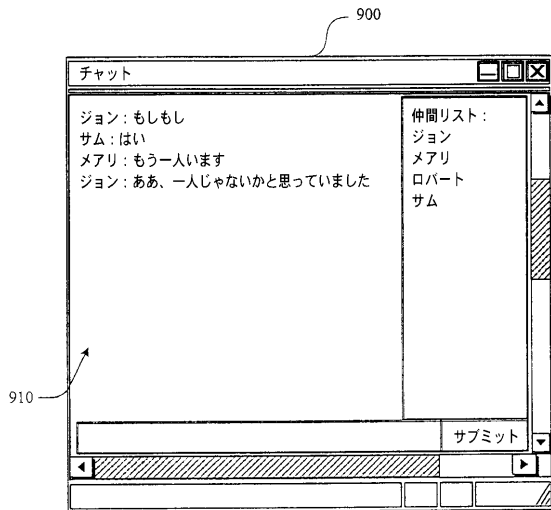 900
チャット
ジョン：もしもし
サム：はい
メアリ：もう一人います
ジョン：ああ、一人じゃないかと思っていました
仲間リスト：
ジョン
メアリ
ロバート
サム
910
サブミット